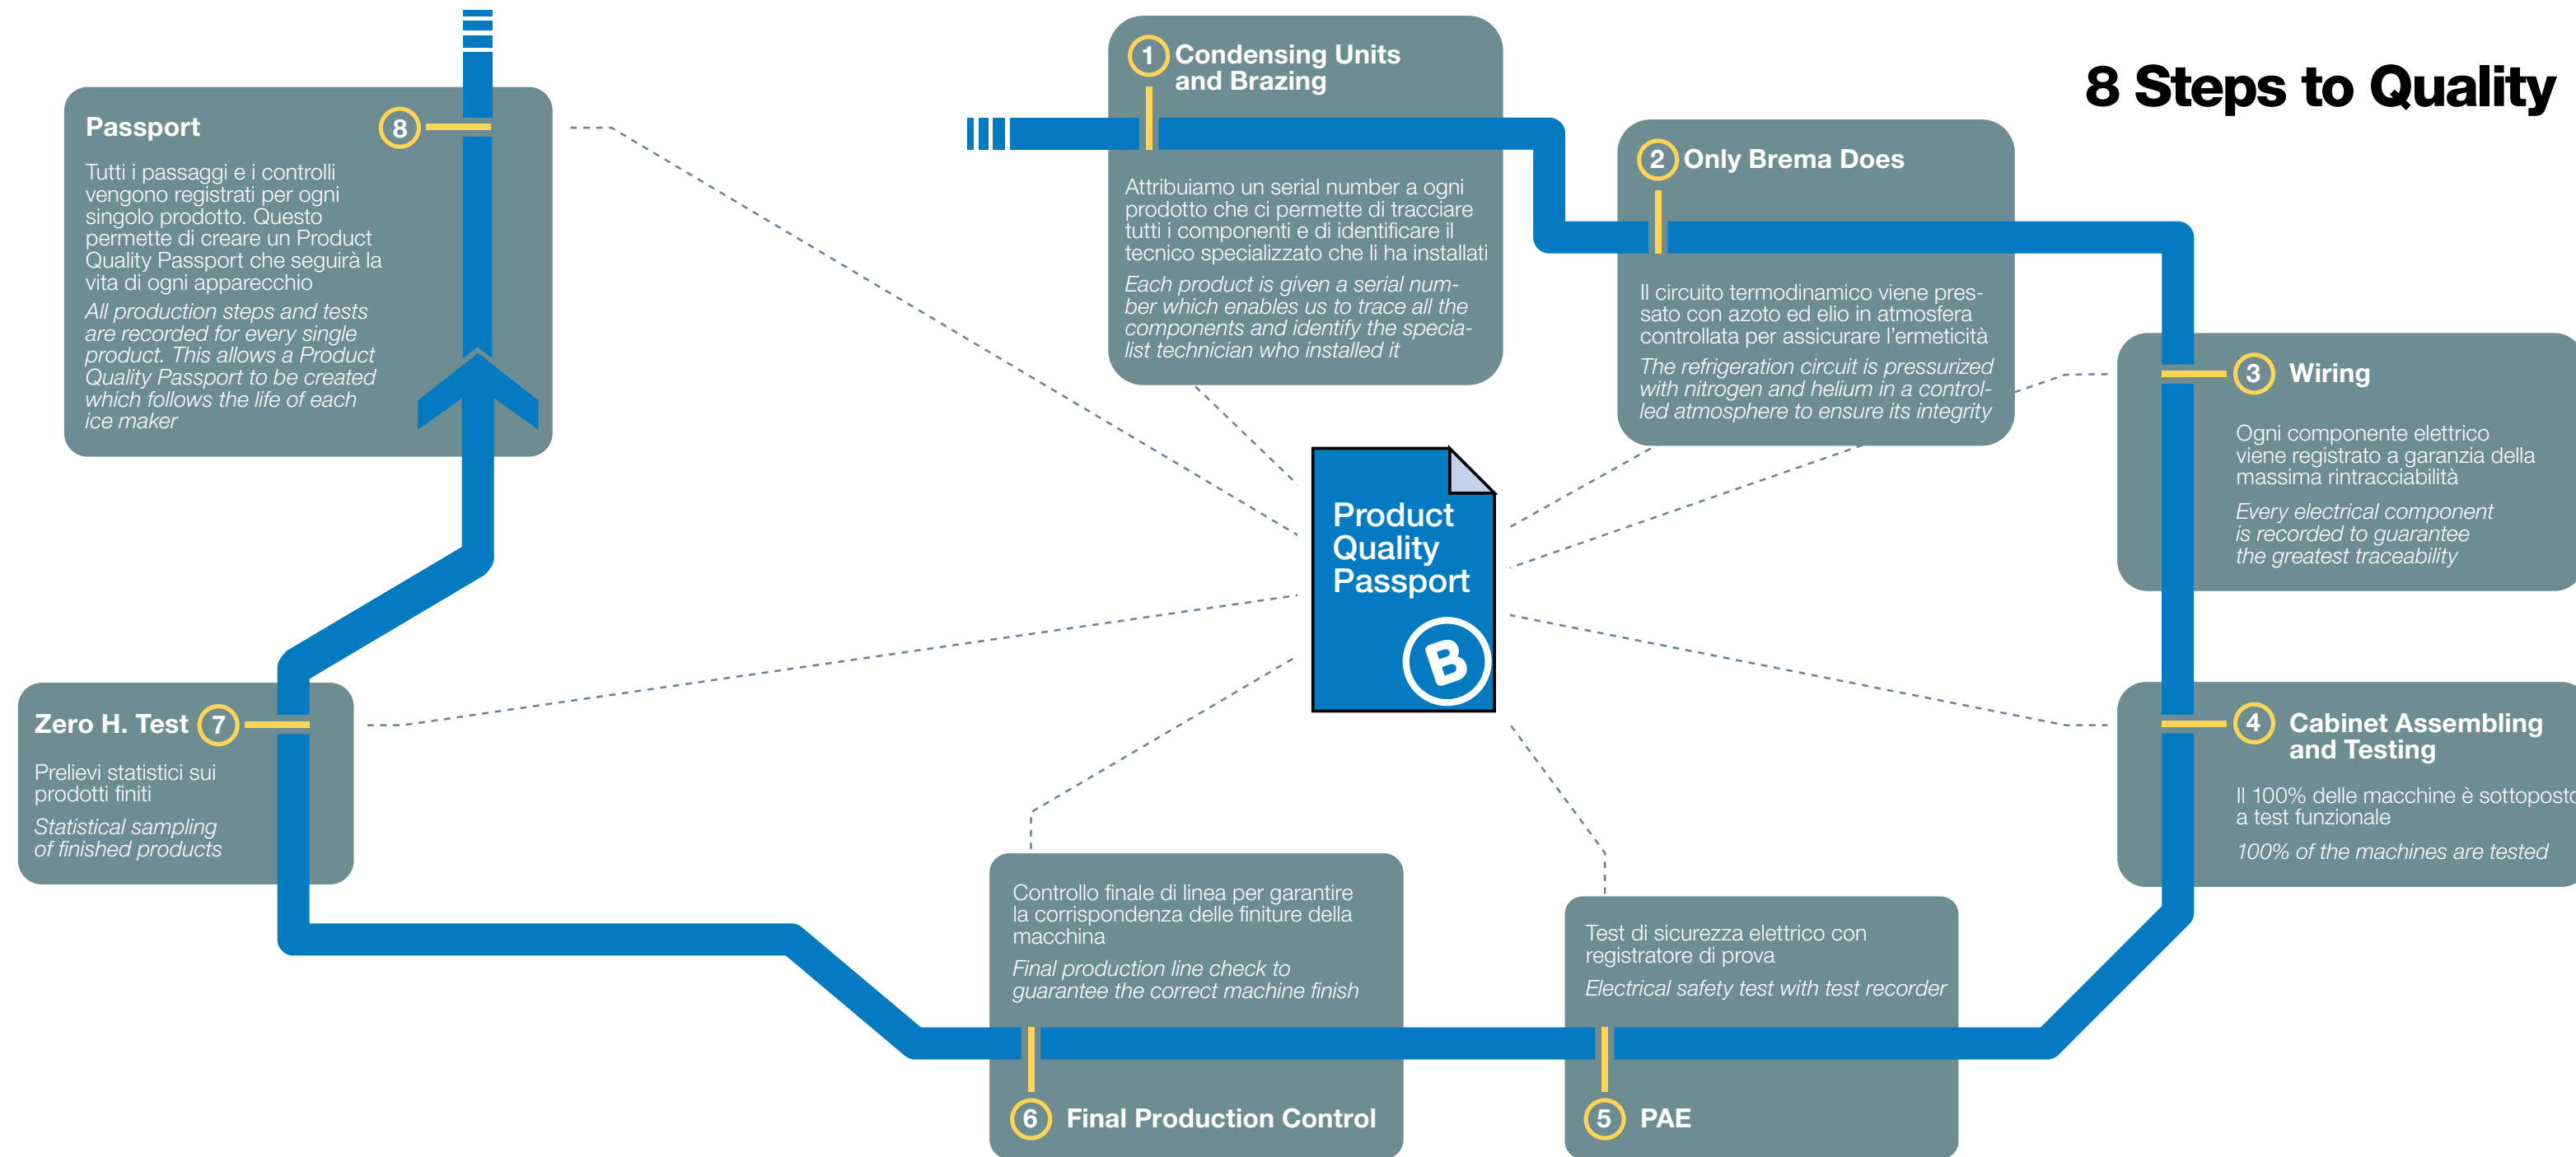 8 Steps to Quality
1 Condensing Units
and Brazing
Attribuiamo un serial number a ogni
prodotto che ci permette di tracciare
tutti i componenti e di identificare il
tecnico specializzato che li ha installati
Each product is given a serial num-
ber which enables us to trace all the
components and identify the specia-
list technician who installed it
2 Only Brema Does
Il circuito termodinamico viene pres-
sato con azoto ed elio in atmosfera
controllata per assicurare l'ermeticità
The refrigeration circuit is pressurized
with nitrogen and helium in a control-
led atmosphere to ensure its integrity
3 Wiring
Ogni componente elettrico
viene registrato a garanzia della
massima rintracciabilità
Every electrical component
is recorded to guarantee
the greatest traceability
4 Cabinet Assembling
and Testing
Il 100% delle macchine è sottoposto
a test funzionale
100% of the machines are tested
Test di sicurezza elettrico con
registratore di prova
Electrical safety test with test recorder
5 PAE
Controllo finale di linea per garantire
la corrispondenza delle finiture della
macchina
Final production line check to
guarantee the correct machine finish
6 Final Production Control
Zero H. Test 7
Prelievi statistici sui
prodotti finiti
Statistical sampling
of finished products
Passport 8
Tutti i passaggi e i controlli
vengono registrati per ogni
singolo prodotto. Questo
permette di creare un Product
Quality Passport che seguirà la
vita di ogni apparecchio
All production steps and tests
are recorded for every single
product. This allows a Product
Quality Passport to be created
which follows the life of each
ice maker
Product
Quality
Passport
B